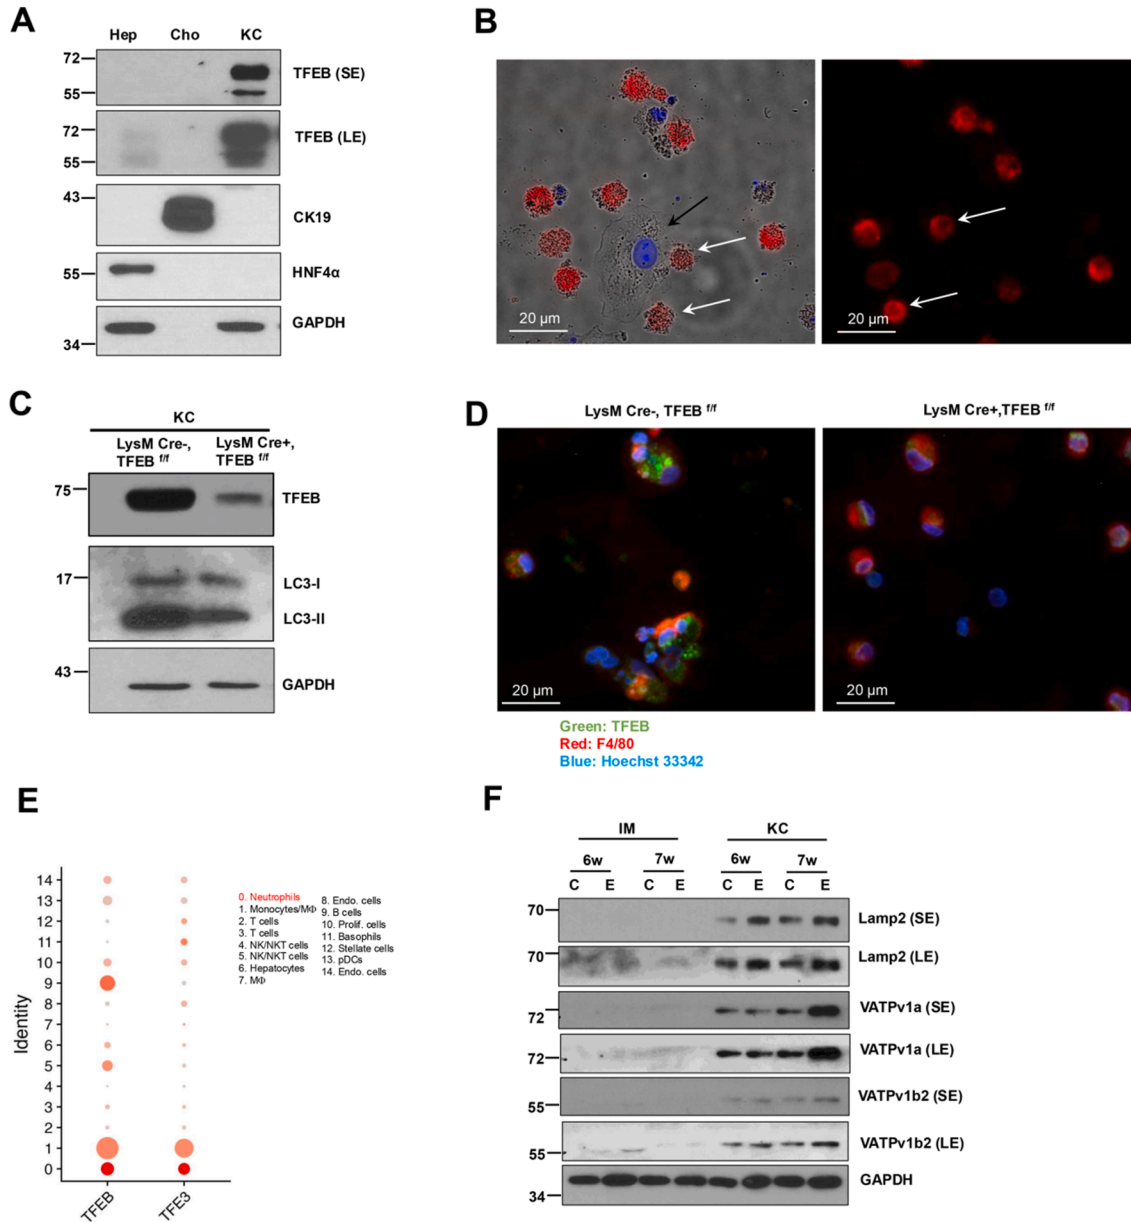 A
Hep Cho KC
72
55
TFEB (SE)
72
55
TFEB (LE)
43
CK19
55
HNF4α
34
GAPDH
B
20 µm
20 µm
C
KC
LysM Cre-, TFEB f/f
LysM Cre+, TFEB f/f
75
TFEB
17
LC3-I
LC3-II
43
GAPDH
D
LysM Cre-, TFEB f/f
LysM Cre+,TFEB f/f
20 µm
20 µm
Green: TFEB
Red: F4/80
Blue: Hoechst 33342
E
Identity
14
13
12
11
10
9
8
7
6
5
4
3
2
1
0
TFEB
TFE3
0. Neutrophils
1. Monocytes/MΦ
2. T cells
3. T cells
4. NK/NKT cells
5. NK/NKT cells
6. Hepatocytes
7. MΦ
8. Endo. cells
9. B cells
10. Prolif. cells
11. Basophils
12. Stellate cells
13. pDCs
14. Endo. cells
F
IM KC
6w 7w 6w 7w
C E C E C E C E
70
Lamp2 (SE)
70
Lamp2 (LE)
72
VATPv1a (SE)
72
VATPv1a (LE)
55
VATPv1b2 (SE)
55
VATPv1b2 (LE)
34
GAPDH